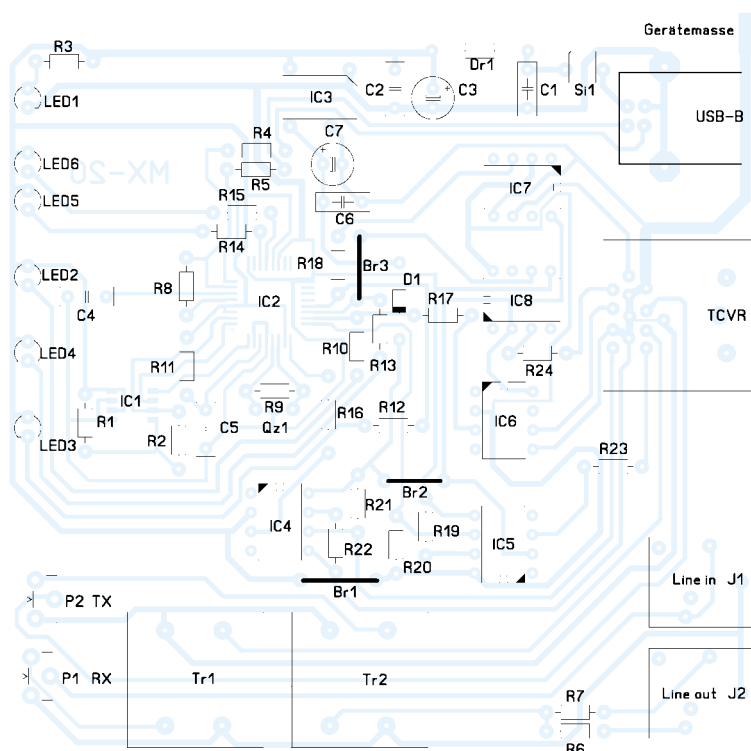 Gerätemasse
R3
Dr1
C2
C3
C1
Si1
IC3
LED1
USB-B
C7
R4
LED6
MX-20
R5
IC7
LED5
R15
C6
R14
R18
Br3
LED2
R8
D1
IC2
R17
IC8
C4
TCVR
R10
LED4
R13
R11
R24
IC1
R9
R16
R12
IC6
R1
C5
Qz1
R2
LED3
R23
Br2
R21
IC4
R19
R22
IC5
R20
Br1
Line in J1
P2 TX
P1 RX
Tr1
Tr2
R7
Line out J2
R6